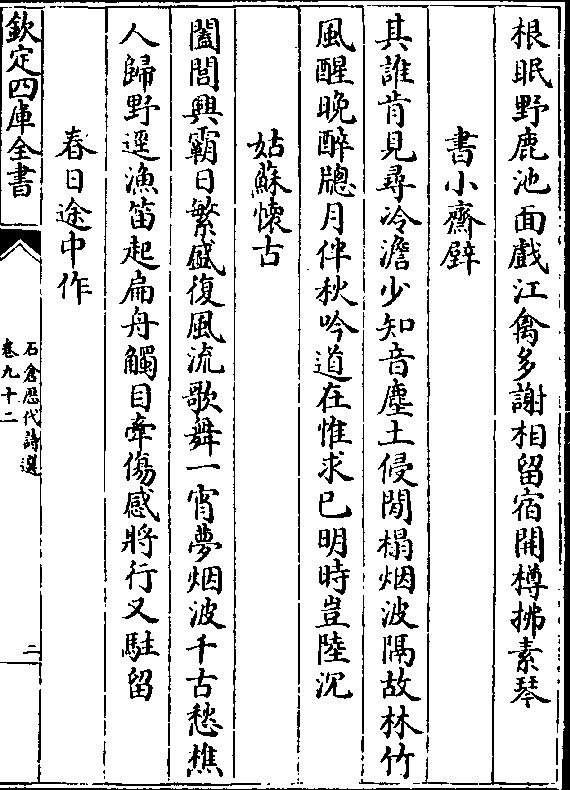 根眠野鹿池面戲江禽多謝相留宿開樽拂素琴
書小齋壁
其誰肯見尋冷澹少知音塵土侵閒榻烟波隔故林竹
風醒晚醉牕月伴秋吟道在惟求已明時豈陸沉
姑蘇懷古
闔閭興霸日繁盛復風流歌舞一宵夢烟波千古愁樵
人歸野逕漁笛起扁舟觸目牽傷感將行又駐留
春日途中作
欽定四庫全書
石倉歷代詩選
卷九十二
二